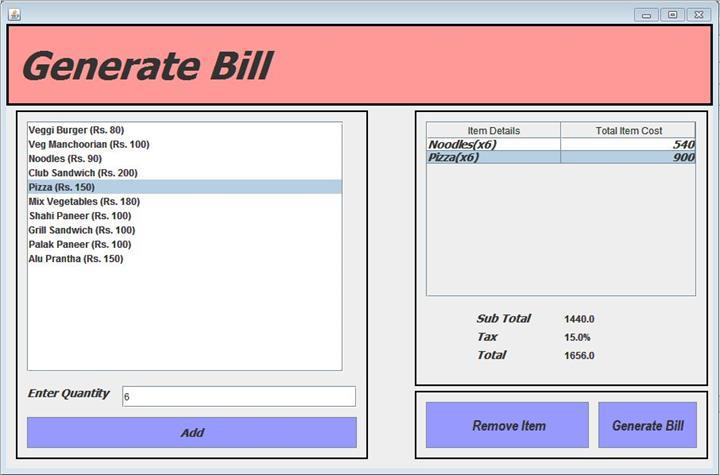 Generate Bill
Veggi Burger (Rs. 80)
Veg Manchoorian (Rs. 100)
Noodles (Rs. 90)
Club Sandwich (Rs. 200)
Pizza (Rs. 150)
Mix Vegetables (Rs. 180)
Shahi Paneer (Rs. 100)
Grill Sandwich (Rs. 100)
Palak Paneer (Rs. 100)
Alu Prantha (Rs. 150)
Enter Quantity 6
Add
Item Details Total Item Cost
Noodles(x6) 540
Pizza(x6) 900
Sub Total 1440.0
Tax 15.0%
Total 1656.0
Remove Item Generate Bill